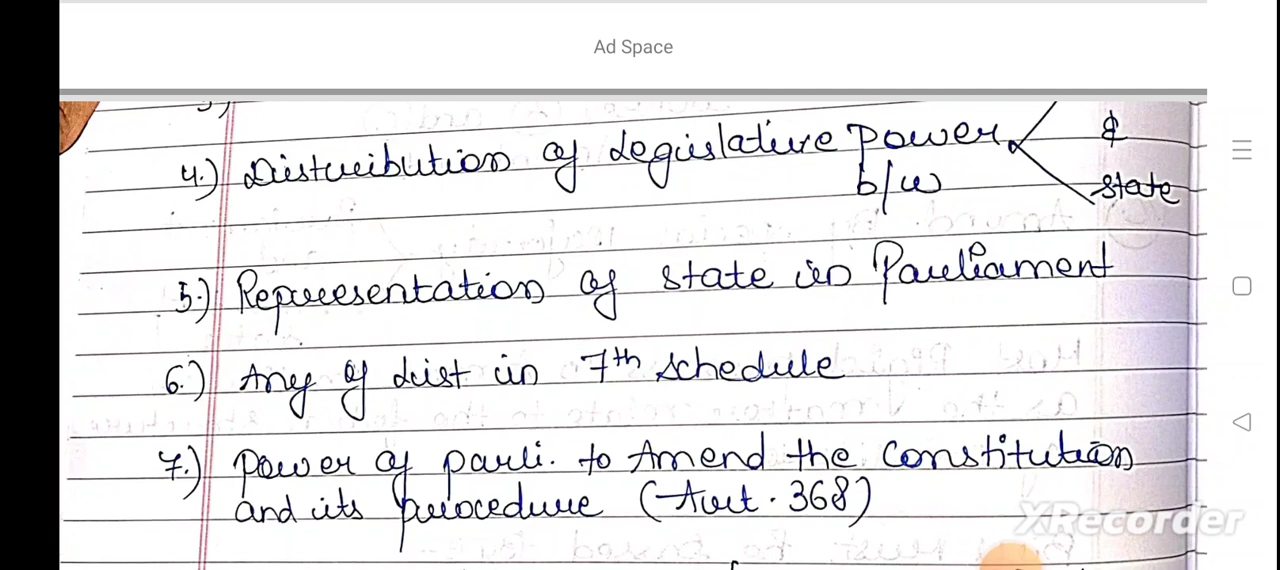 Ad Space
4.) Distribution of Legislative Power &
b/w state
5.) Representation of state in Parliament
6.) Any of List in 7th schedule
7.) Power of parli. to Amend the Constitution
and its procedure (Art. 368)
XRecorder